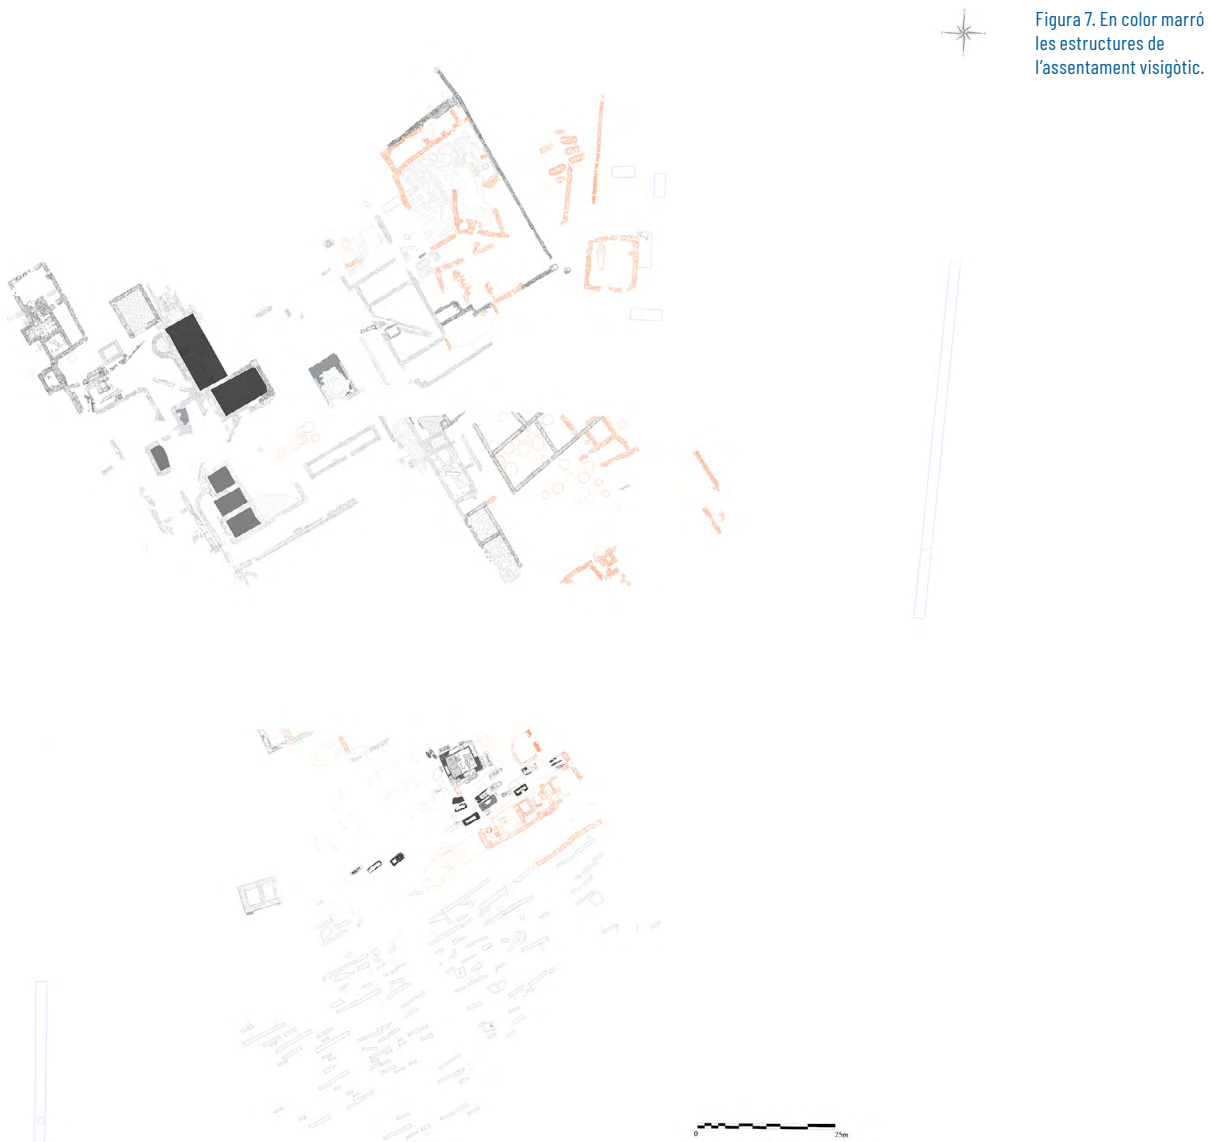 Figura 7. En color marró
les estructures de
l’assentament visigòtic.
0 25m